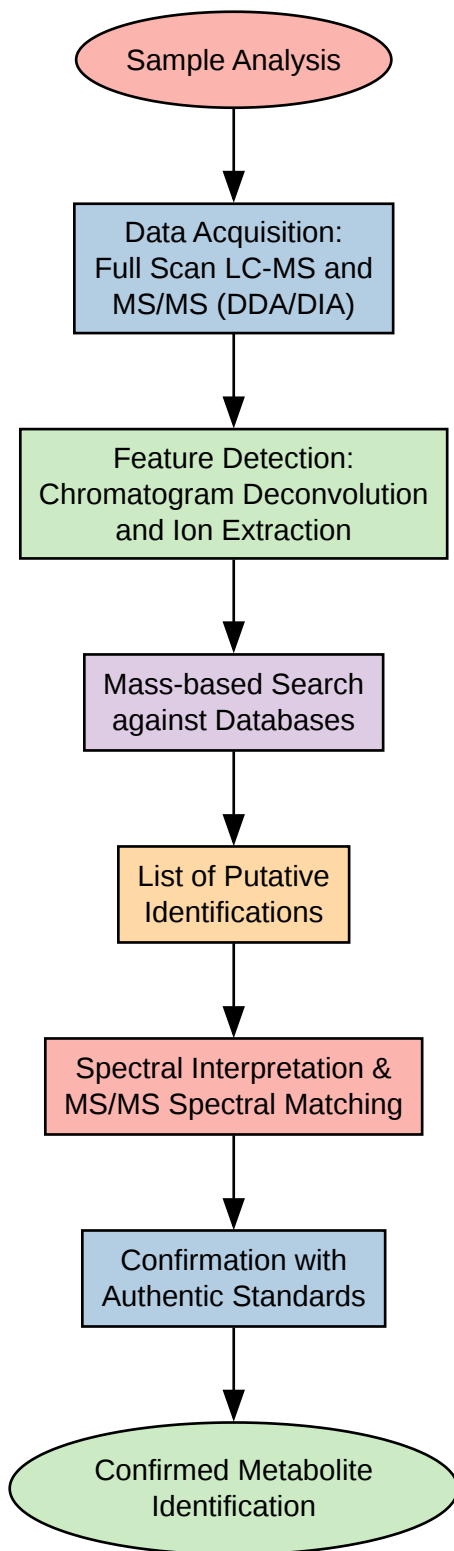 Sample Analysis
Data Acquisition:
Full Scan LC-MS and
MS/MS (DDA/DIA)
Feature Detection:
Chromatogram Deconvolution
and Ion Extraction
Mass-based Search
against Databases
List of Putative
Identifications
Spectral Interpretation &
MS/MS Spectral Matching
Confirmation with
Authentic Standards
Confirmed Metabolite
Identification